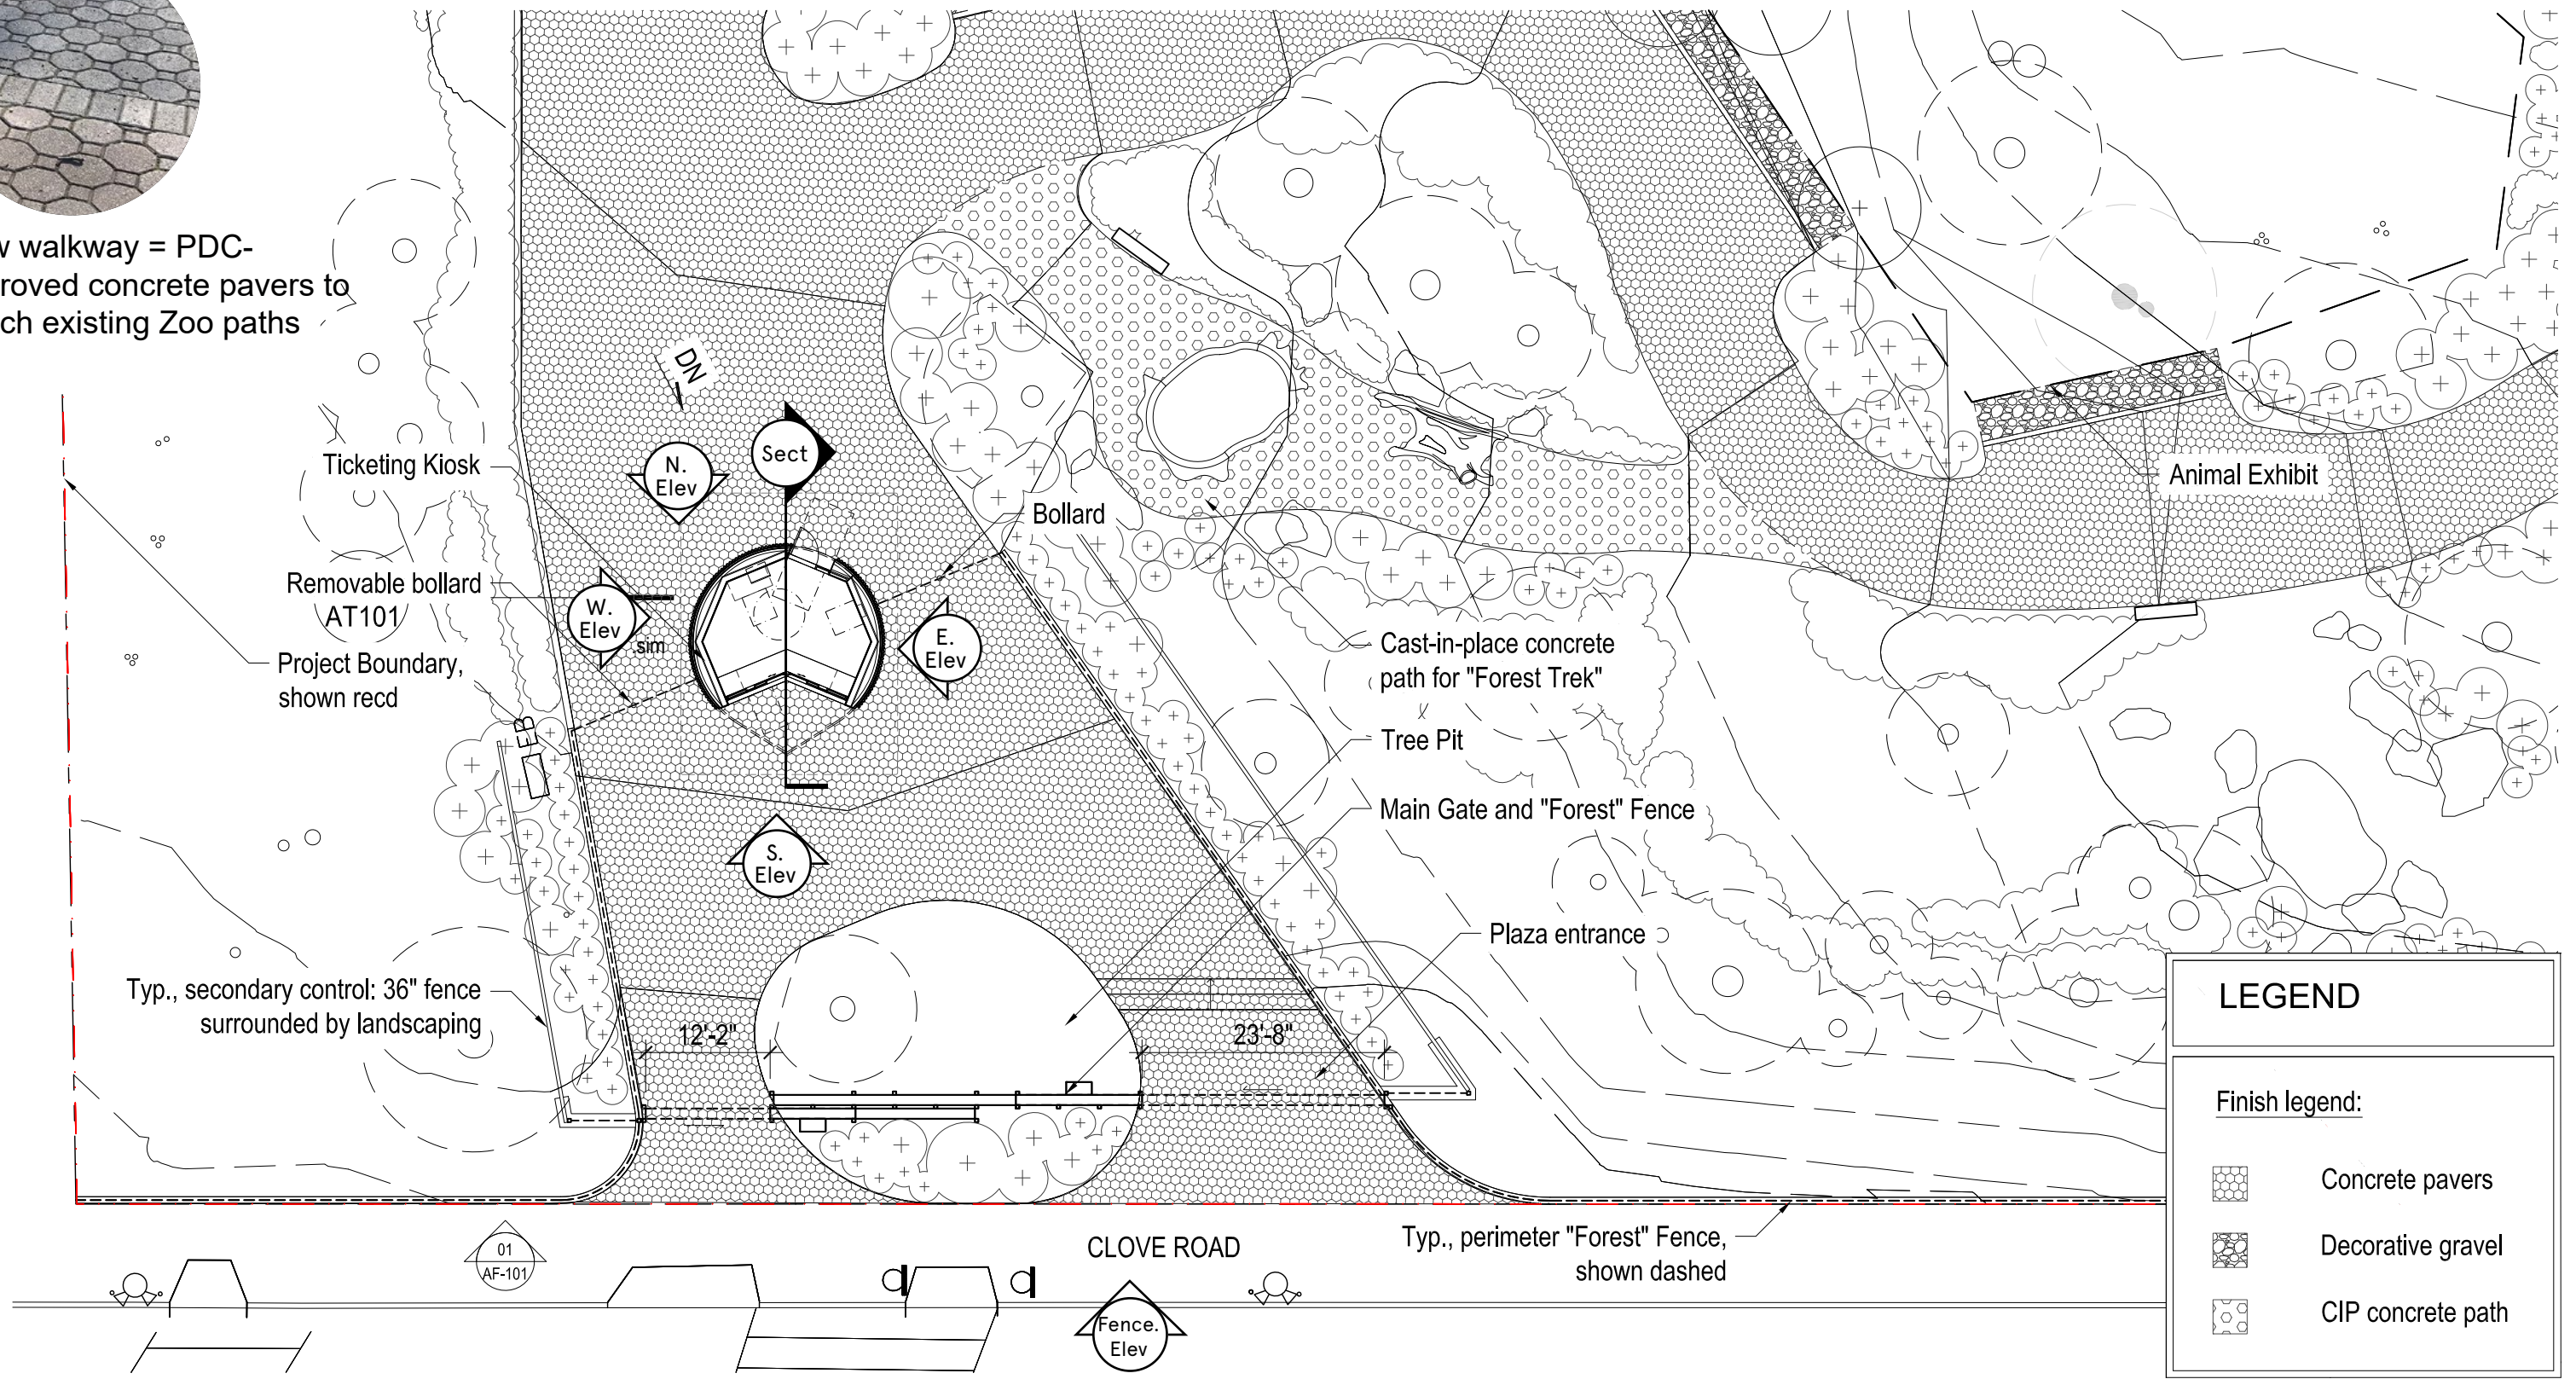 walkway = PDC-
concrete pavers to
existing Zoo paths
DN
Sect
N.
Elev
Ticketing Kiosk
Bollard
Animal Exhibit
Removable bollard
AT101
W.
Elev
.sim
E.
Elev
Project Boundary,
shown recd
Cast-in-place concrete
path for "Forest Trek"
Tree Pit
Main Gate and "Forest" Fence
S.
Elev
Plaza entrance
Typ., secondary control: 36" fence
surrounded by landscaping
12'-2"
23'-8"
LEGEND
Finish legend:
Concrete pavers
Decorative gravel
CIP concrete path
Typ., perimeter "Forest" Fence,
shown dashed
CLOVE ROAD
01
AF-101
Fence.
Elev